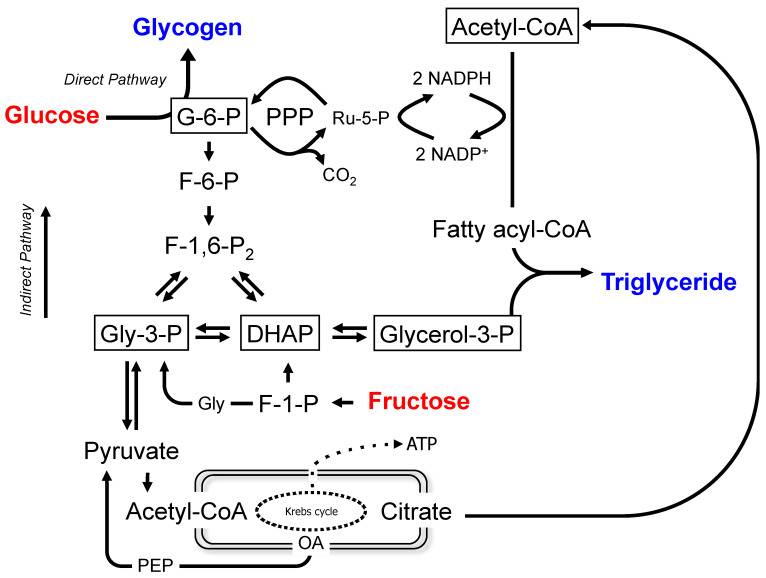 Glycogen
Acetyl-CoA
Direct Pathway
2 NADPH
Glucose
G-6-P
PPP
Ru-5-P
2 NADP+
CO2
F-6-P
Indirect Pathway
Fatty acyl-CoA
F-1,6-P2
Triglyceride
Gly-3-P
DHAP
Glycerol-3-P
Gly
F-1-P
Fructose
Pyruvate
ATP
Acetyl-CoA
Krebs cycle
Citrate
OA
PEP